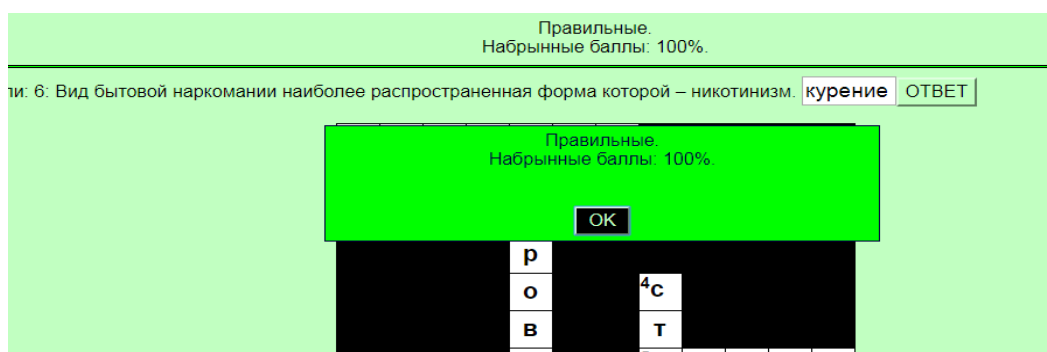 Правильные.
Набрынные баллы: 100%.
ли: 6: Вид бытовой наркомании наиболее распространенная форма которой – никотинизм. курение ОТВЕТ
Правильные.
Набрынные баллы: 100%.
OK
р
о 4с
в т